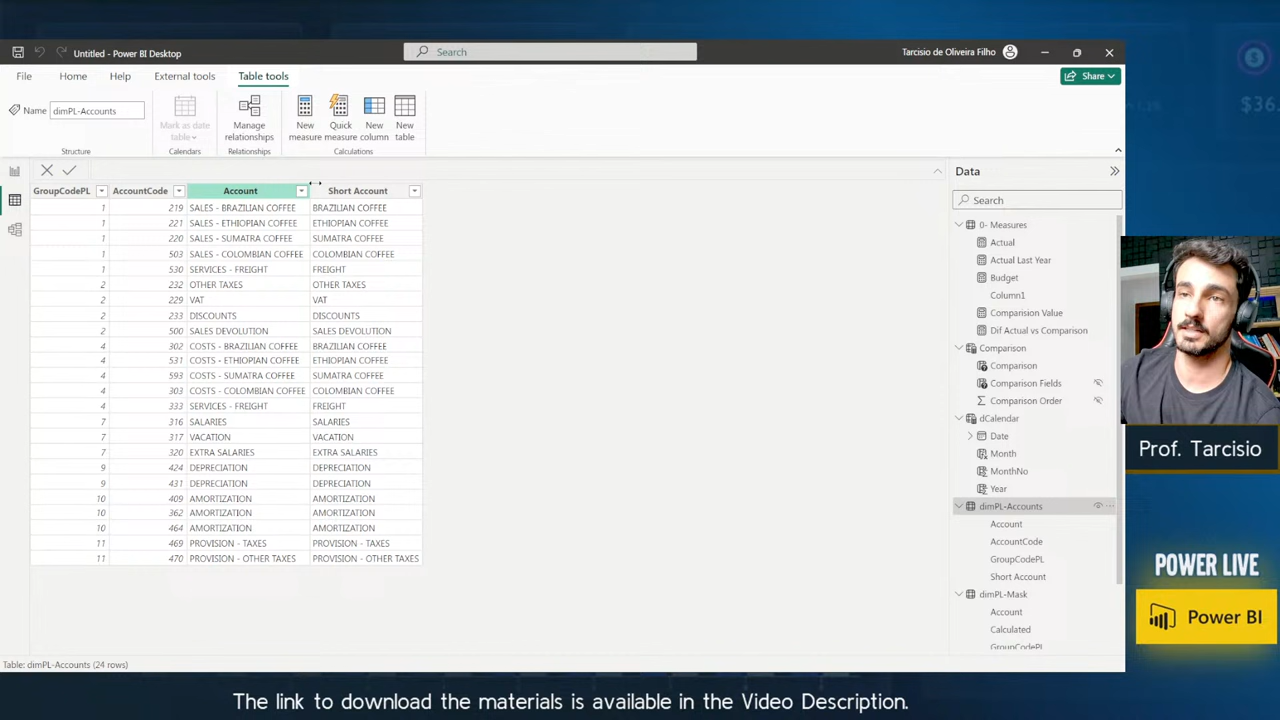 Untitled - Power BI Desktop
Search
Tarcisio de Oliveira Filho
File
Home
Help
External tools
Table tools
Share
Name
dimPL-Accounts
Mark as date
table
Manage
relationships
New
measure
Quick
measure
New
column
New
table
Structure
Calendars
Relationships
Calculations
GroupCodePL AccountCode Account Short Account
1 219 SALES - BRAZILIAN COFFEE BRAZILIAN COFFEE
1 221 SALES - ETHIOPIAN COFFEE ETHIOPIAN COFFEE
1 220 SALES - SUMATRA COFFEE SUMATRA COFFEE
1 503 SALES - COLOMBIAN COFFEE COLOMBIAN COFFEE
1 530 SERVICES - FREIGHT FREIGHT
2 232 OTHER TAXES OTHER TAXES
2 229 VAT VAT
2 233 DISCOUNTS DISCOUNTS
2 500 SALES DEVOLUTION SALES DEVOLUTION
4 302 COSTS - BRAZILIAN COFFEE BRAZILIAN COFFEE
4 531 COSTS - ETHIOPIAN COFFEE ETHIOPIAN COFFEE
4 593 COSTS - SUMATRA COFFEE SUMATRA COFFEE
4 303 COSTS - COLOMBIAN COFFEE COLOMBIAN COFFEE
4 333 SERVICES - FREIGHT FREIGHT
7 316 SALARIES SALARIES
7 317 VACATION VACATION
7 320 EXTRA SALARIES EXTRA SALARIES
9 424 DEPRECIATION DEPRECIATION
9 431 DEPRECIATION DEPRECIATION
10 409 AMORTIZATION AMORTIZATION
10 362 AMORTIZATION AMORTIZATION
10 464 AMORTIZATION AMORTIZATION
11 469 PROVISION - TAXES PROVISION - TAXES
11 470 PROVISION - OTHER TAXES PROVISION - OTHER TAXES
Table: dimPL-Accounts (24 rows)
Data
Search
0- Measures
Actual
Actual Last Year
Budget
Column1
Comparision Value
Dif Actual vs Comparison
Comparison
Comparison
Comparison Fields
Comparison Order
dCalendar
Date
Month
MonthNo
Year
dimPL-Accounts
Account
AccountCode
GroupCodePL
Short Account
dimPL-Mask
Account
Calculated
GroupCodePL
$36.
Prof. Tarcisio
POWER LIVE
Power BI
The link to download the materials is available in the Video Description.